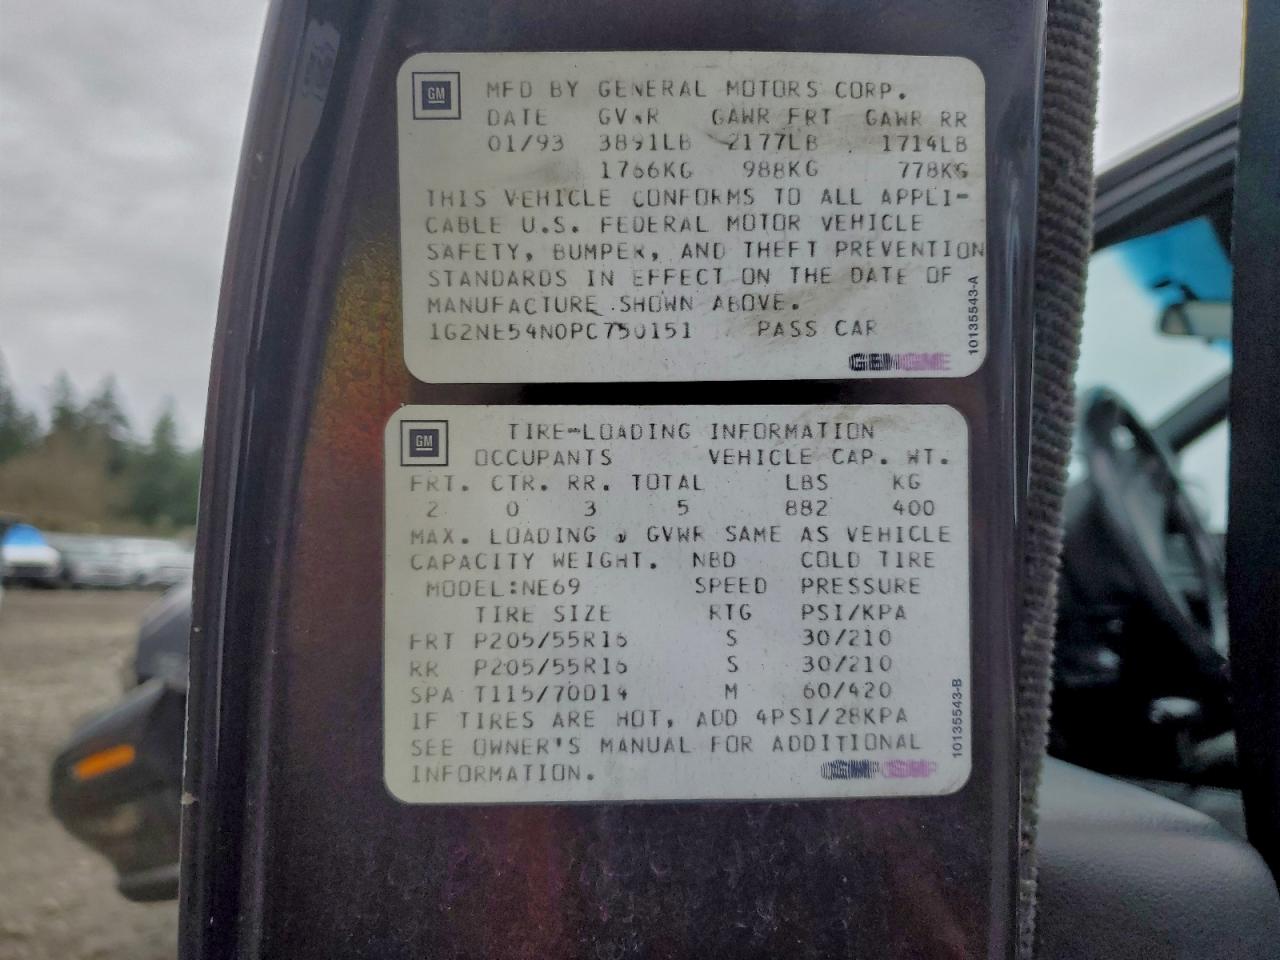 GM
MFD BY GENERAL MOTORS CORP.
DATE GVWR GAWR FRT GAWR RR
01/93 3891LB 2177LB 1714LB
1766KG 988KG 778KG
THIS VEHICLE CONFORMS TO ALL APPLI-
CABLE U.S. FEDERAL MOTOR VEHICLE
SAFETY, BUMPER, AND THEFT PREVENTION
STANDARDS IN EFFECT ON THE DATE OF
MANUFACTURE SHOWN ABOVE.
1G2NE54N0PC750151 PASS CAR
10135543-A
GM
TIRE-LOADING INFORMATION
OCCUPANTS VEHICLE CAP. WT.
FRT. CTR. RR. TOTAL LBS KG
2 0 3 5 882 400
MAX. LOADING @ GVWR SAME AS VEHICLE
CAPACITY WEIGHT. NBD COLD TIRE
MODEL:NE69 SPEED PRESSURE
TIRE SIZE RTG PSI/KPA
FRT P205/55R16 S 30/210
RR P205/55R16 S 30/210
SPA T115/70D14 M 60/420
IF TIRES ARE HOT, ADD 4PSI/28KPA
SEE OWNER'S MANUAL FOR ADDITIONAL
INFORMATION.
10135543-B